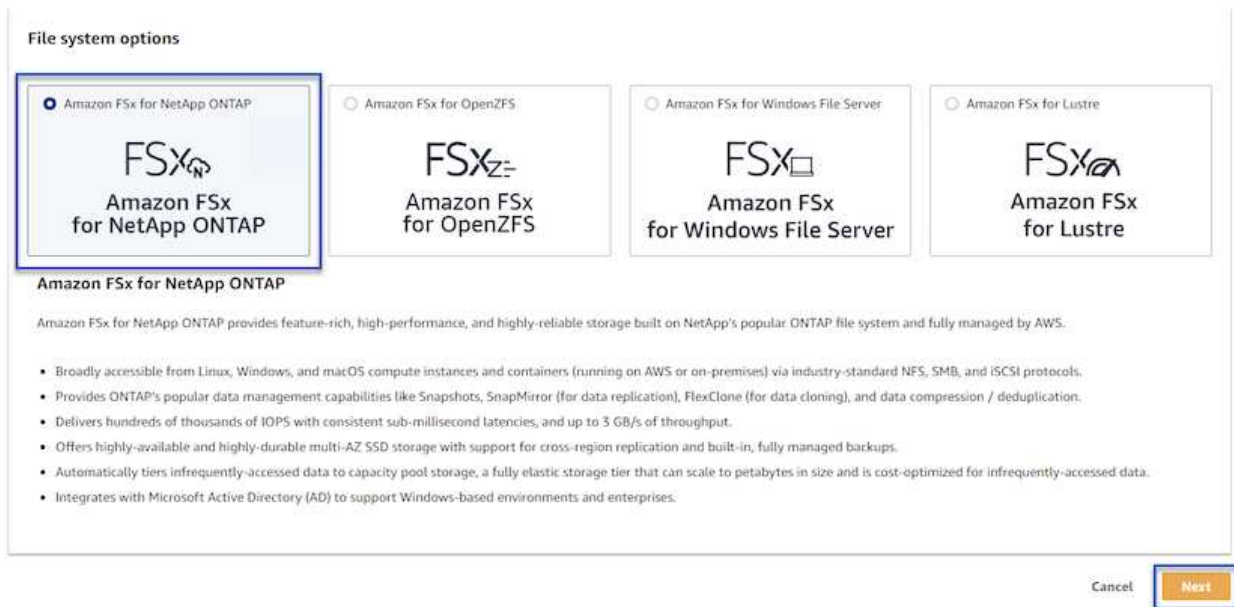 File system options
Amazon FSx for NetApp ONTAP
FSx N
Amazon FSx
for NetApp ONTAP
Amazon FSx for OpenZFS
FSx Z
Amazon FSx
for OpenZFS
Amazon FSx for Windows File Server
FSx
Amazon FSx
for Windows File Server
Amazon FSx for Lustre
FSx
Amazon FSx
for Lustre
Amazon FSx for NetApp ONTAP
Amazon FSx for NetApp ONTAP provides feature-rich, high-performance, and highly-reliable storage built on NetApp's popular ONTAP file system and fully managed by AWS.
• Broadly accessible from Linux, Windows, and macOS compute instances and containers (running on AWS or on-premises) via industry-standard NFS, SMB, and iSCSI protocols.
• Provides ONTAP's popular data management capabilities like Snapshots, SnapMirror (for data replication), FlexClone (for data cloning), and data compression / deduplication.
• Delivers hundreds of thousands of IOPS with consistent sub-millisecond latencies, and up to 3 GB/s of throughput.
• Offers highly-available and highly-durable multi-AZ SSD storage with support for cross-region replication and built-in, fully managed backups.
• Automatically tiers infrequently-accessed data to capacity pool storage, a fully elastic storage tier that can scale to petabytes in size and is cost-optimized for infrequently-accessed data.
• Integrates with Microsoft Active Directory (AD) to support Windows-based environments and enterprises.
Cancel
Next